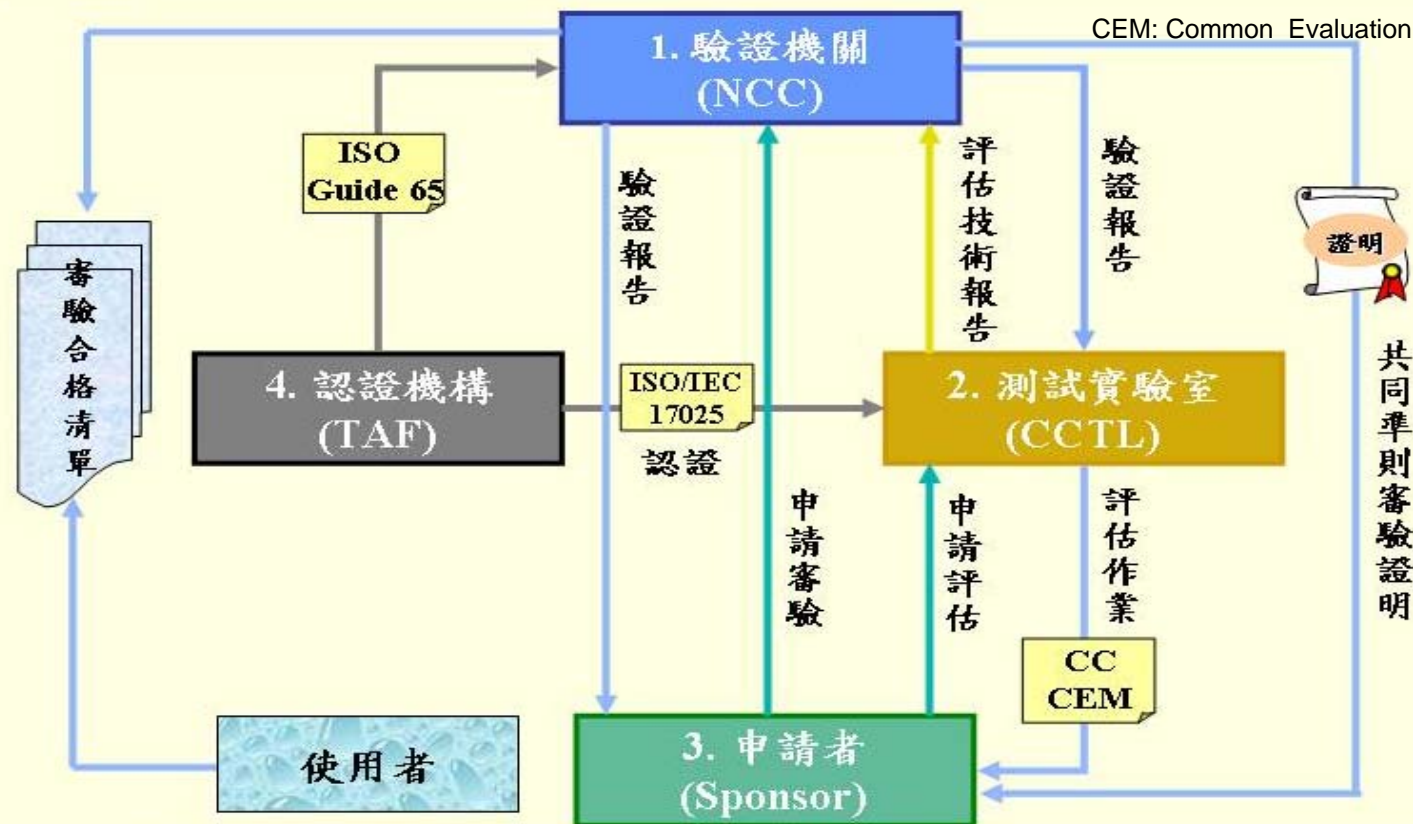 CEM: Common Evaluation
1. 驗證機關
(NCC)
ISO
Guide 65
驗證報告
評估技術報告
驗證報告
證明
審驗合格清單
4. 認證機構
(TAF)
ISO/IEC
17025
認證
2. 測試實驗室
(CCTL)
共同準則審驗證明
申請審驗
申請評估
評估作業
CC
CEM
使用者
3. 申請者
(Sponsor)